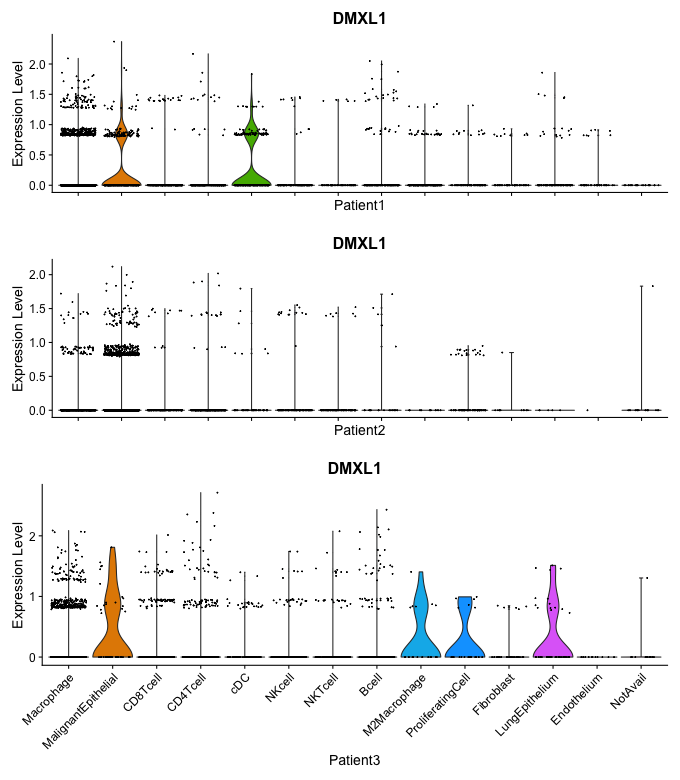 DMXL1
Expression Level
2.0
1.5
1.0
0.5
0.0
Patient1
DMXL1
Expression Level
2.0
1.5
1.0
0.5
0.0
Patient2
DMXL1
Expression Level
2
1
0
Macrophage
MalignantEpithelial
CD8Tcell
CD4Tcell
cDC
NKcell
NKTcell
Bcell
M2Macrophage
ProliferatingCell
Fibroblast
LungEpithelium
Endothelium
NotAvail
Patient3